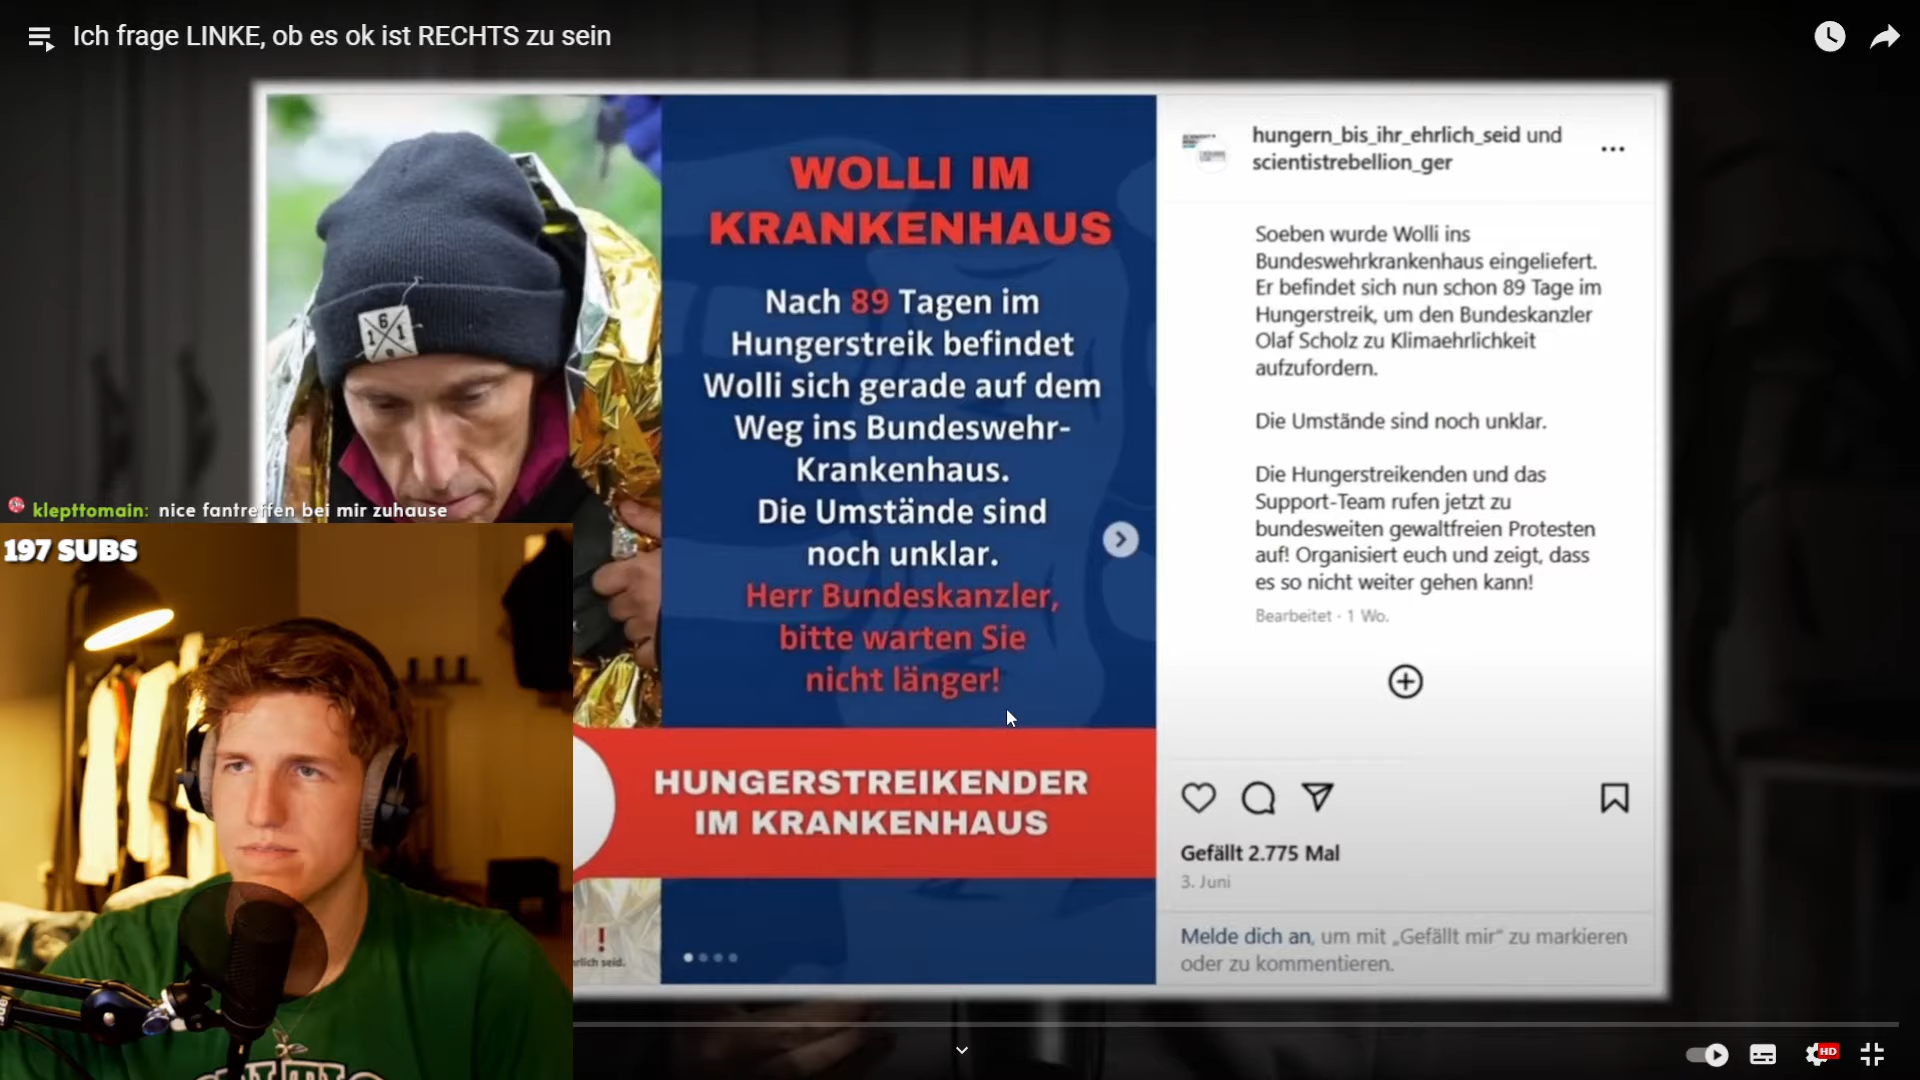 Ich frage LINKE, ob es ok ist RECHTS zu sein
WOLLI IM
KRANKENHAUS
Nach 89 Tagen im
Hungerstreik befindet
Wolli sich gerade auf dem
Weg ins Bundeswehr-
Krankenhaus.
Die Umstände sind
noch unklar.
Herr Bundeskanzler,
bitte warten Sie
nicht länger!
HUNGERSTREIKENDER
IM KRANKENHAUS
hungern_bis_ihr_ehrlich_seid und
scientistrebellion_ger
Soeben wurde Wolli ins
Bundeswehrkrankenhaus eingeliefert.
Er befindet sich nun schon 89 Tage im
Hungerstreik, um den Bundeskanzler
Olaf Scholz zu Klimaehrlichkeit
aufzufordern.
Die Umstände sind noch unklar.
Die Hungerstreikenden und das
Support-Team rufen jetzt zu
bundesweiten gewaltfreien Protesten
auf! Organisiert euch und zeigt, dass
es so nicht weiter gehen kann!
Bearbeitet · 1 Wo.
Gefällt 2.775 Mal
3. Juni
Melde dich an, um mit „Gefällt mir“ zu markieren
oder zu kommentieren.
161
klepttomain: nice fantreffen bei mir zuhause
197 SUBS
!
rlich seid.
HD